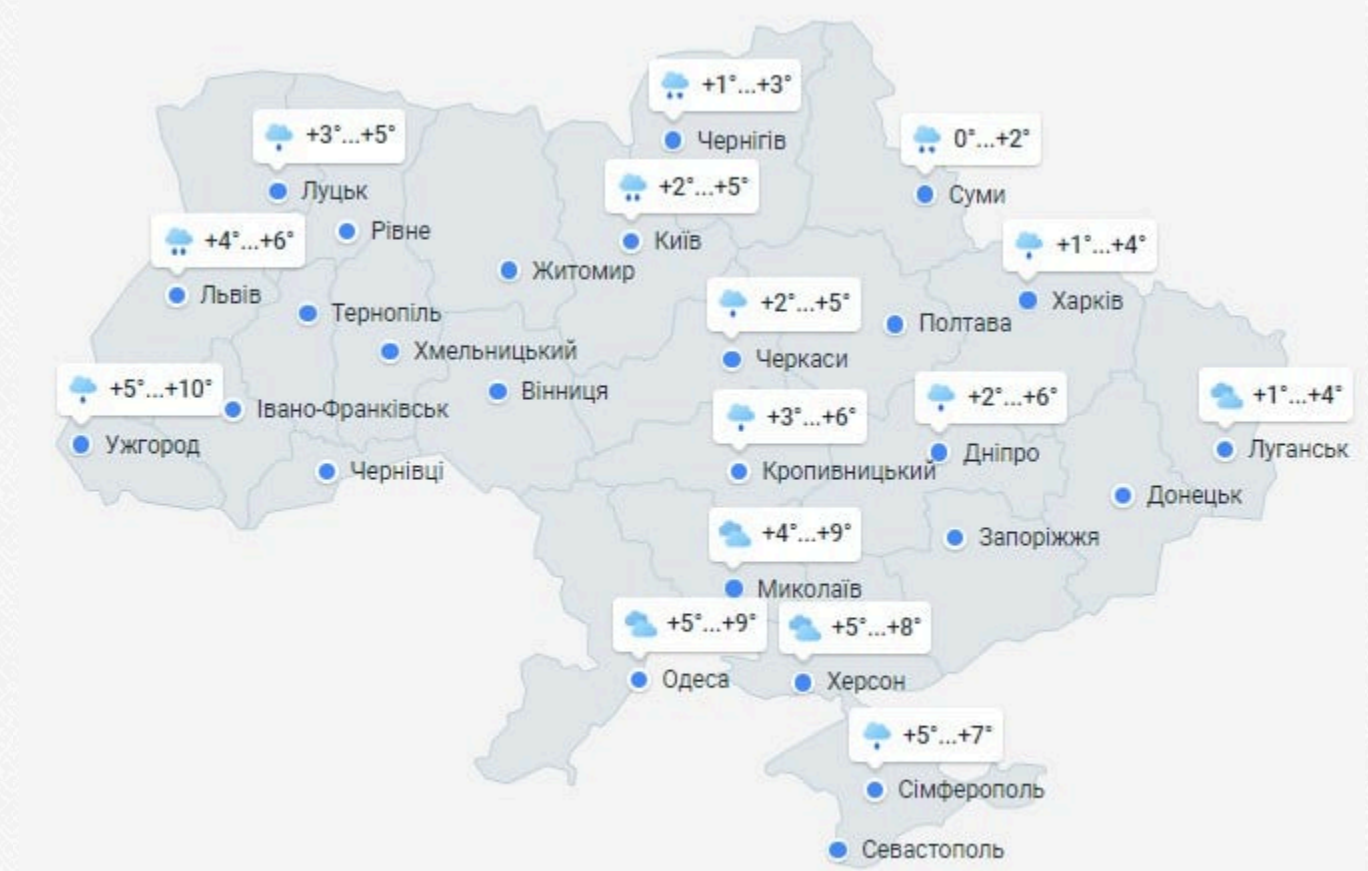 +1°...+3°
Чернігів
+3°...+5°
Луцьк
0°...+2°
Суми
+2°...+5°
Київ
+4°...+6°
Львів
Рівне
+1°...+4°
Харків
Житомир
Тернопіль
+2°...+5°
Черкаси
Полтава
Хмельницький
Вінниця
+5°...+10°
Ужгород
Івано-Франківськ
Чернівці
+3°...+6°
Кропивницький
+2°...+6°
Дніпро
+1°...+4°
Луганськ
Донецьк
Запоріжжя
+4°...+9°
Миколаїв
+5°...+9°
Одеса
+5°...+8°
Херсон
+5°...+7°
Сімферополь
Севастополь